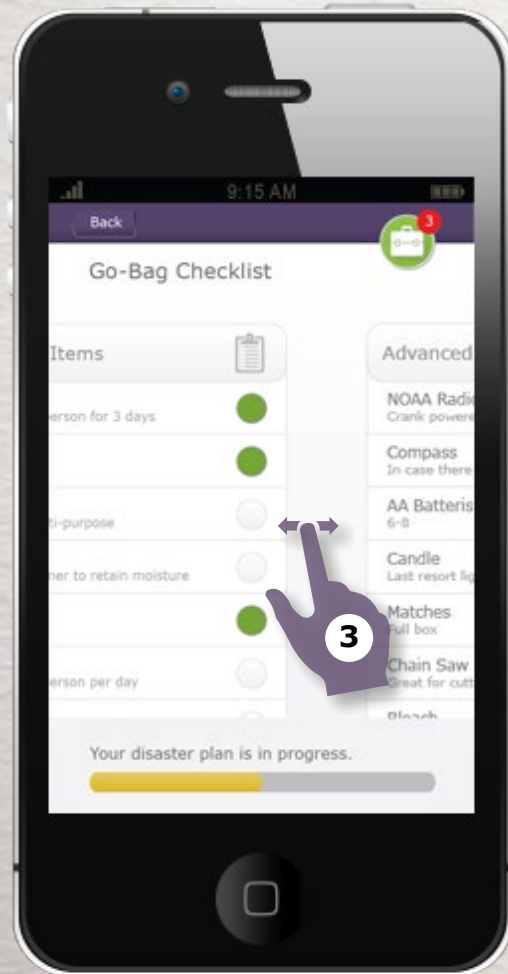 9:15 AM
Back
3
Go-Bag Checklist
Items
erson for 3 days
ti-purpose
ner to retain moisture
erson per day
Advanced
NOAA Radio
Crank powere
Compass
In case there
AA Batteris
6-8
Candle
Last resort lig
Matches
Full box
Chain Saw
Great for cutt
Bleach
3
Your disaster plan is in progress.